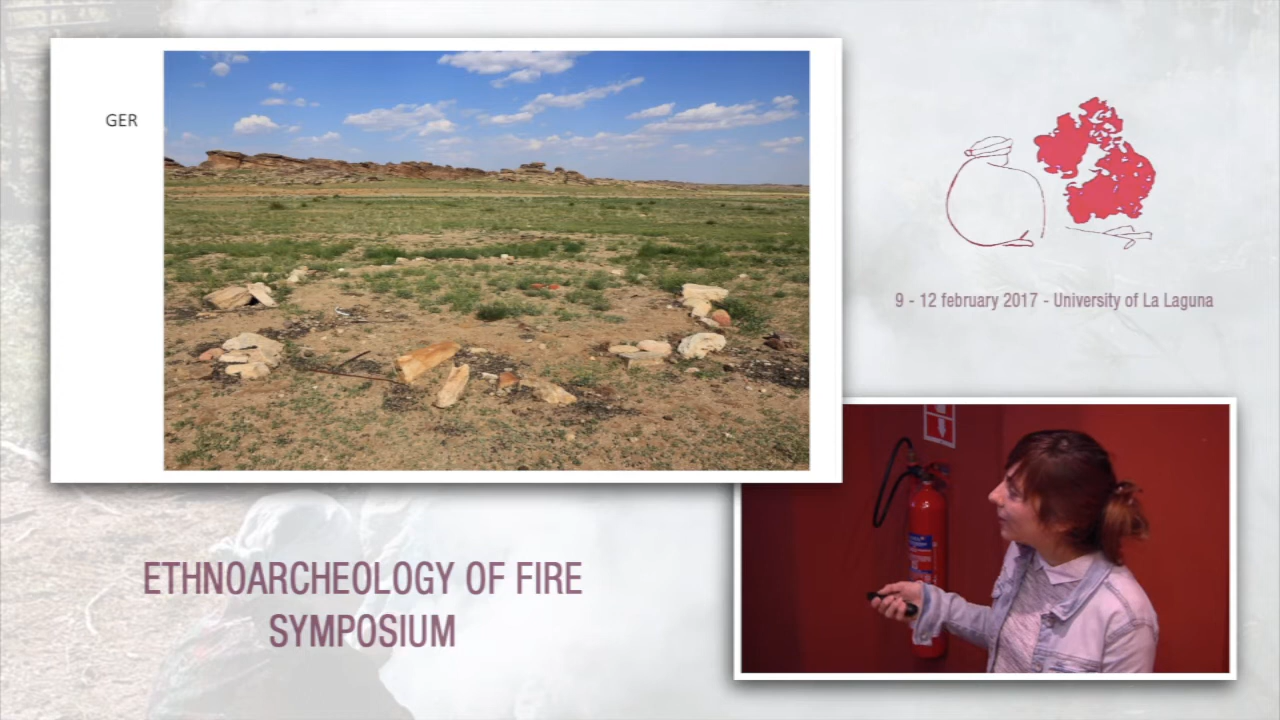 GER
9 - 12 february 2017 - University of La Laguna
ETHNOARCHEOLOGY OF FIRE
SYMPOSIUM